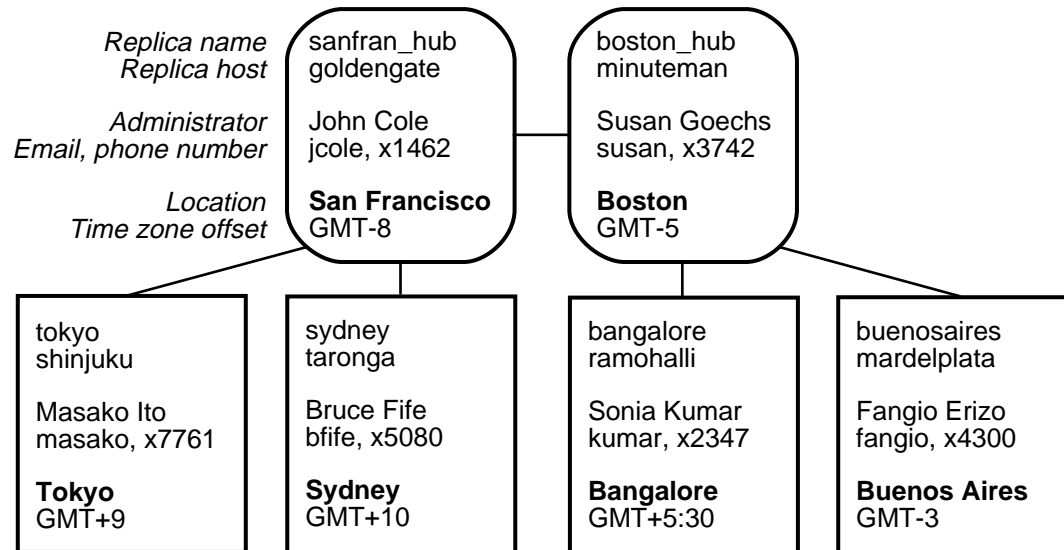 Replica name
Replica host
Administrator
Email, phone number
Location
Time zone offset
sanfran_hub
goldengate
John Cole
jcole, x1462
San Francisco
GMT-8
boston_hub
minuteman
Susan Goechs
susan, x3742
Boston
GMT-5
tokyo
shinjuku
Masako Ito
masako, x7761
Tokyo
GMT+9
sydney
taronga
Bruce Fife
bfife, x5080
Sydney
GMT+10
bangalore
ramohalli
Sonia Kumar
kumar, x2347
Bangalore
GMT+5:30
buenosaires
mardelplata
Fangio Erizo
fangio, x4300
Buenos Aires
GMT-3